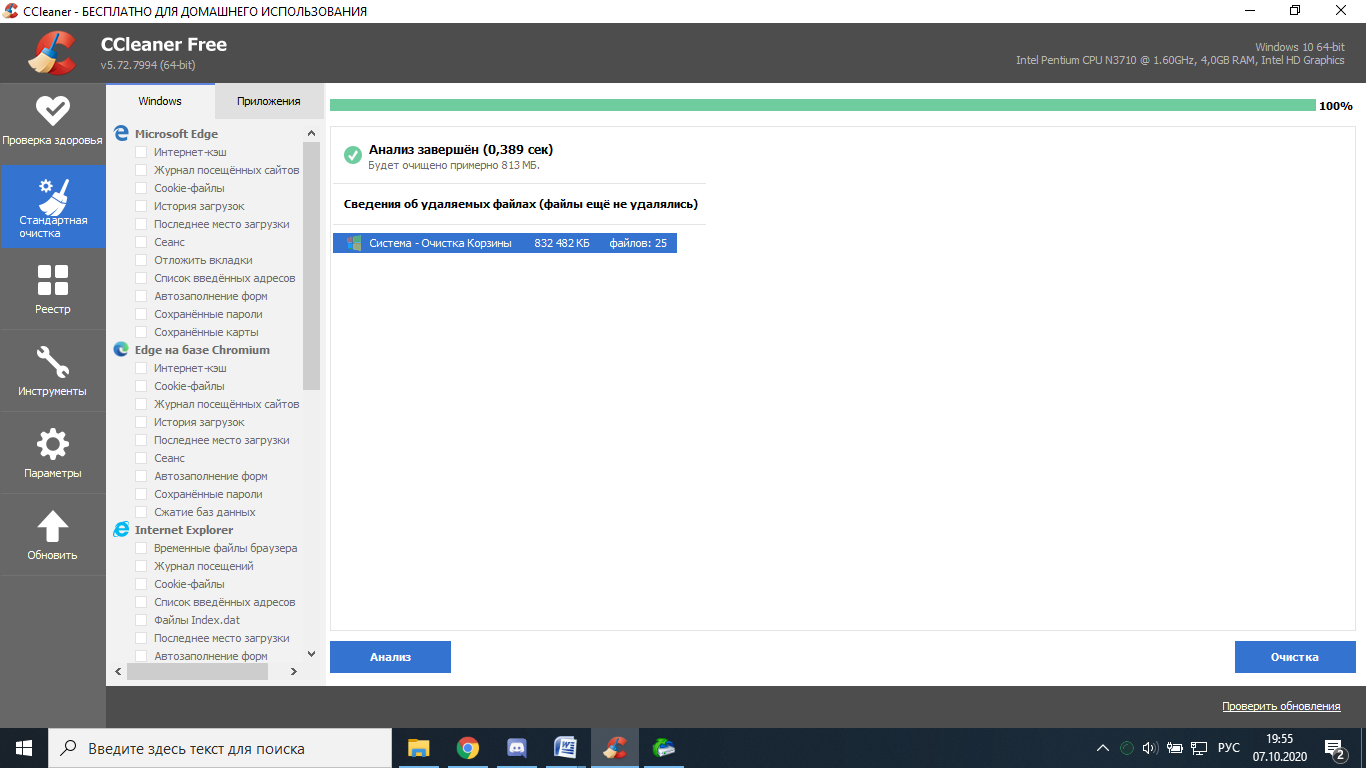 CCleaner - БЕСПЛАТНО ДЛЯ ДОМАШНЕГО ИСПОЛЬЗОВАНИЯ
CCleaner Free
v5.72.7994 (64-bit)
Windows 10 64-bit
Intel Pentium CPU N3710 @ 1.60GHz, 4,0GB RAM, Intel HD Graphics
Проверка здоровья
Стандартная
очистка
Реестр
Инструменты
Параметры
Обновить
Windows
Приложения
Microsoft Edge
Интернет-кэш
Журнал посещённых сайтов
Cookie-файлы
История загрузок
Последнее место загрузки
Сеанс
Отложить вкладки
Список введённых адресов
Автозаполнение форм
Сохранённые пароли
Сохранённые карты
Edge на базе Chromium
Интернет-кэш
Cookie-файлы
Журнал посещённых сайтов
История загрузок
Последнее место загрузки
Сеанс
Автозаполнение форм
Сохранённые пароли
Сжатие баз данных
Internet Explorer
Временные файлы браузера
Журнал посещений
Cookie-файлы
Список введённых адресов
Файлы Index.dat
Последнее место загрузки
Автозаполнение форм
100%
Анализ завершён (0,389 сек)
Будет очищено примерно 813 МБ.
Сведения об удаляемых файлах (файлы ещё не удалялись)
Система - Очистка Корзины 832 482 КБ файлов: 25
Анализ
Очистка
Проверить обновления
Введите здесь текст для поиска
РУС
19:55
07.10.2020
2